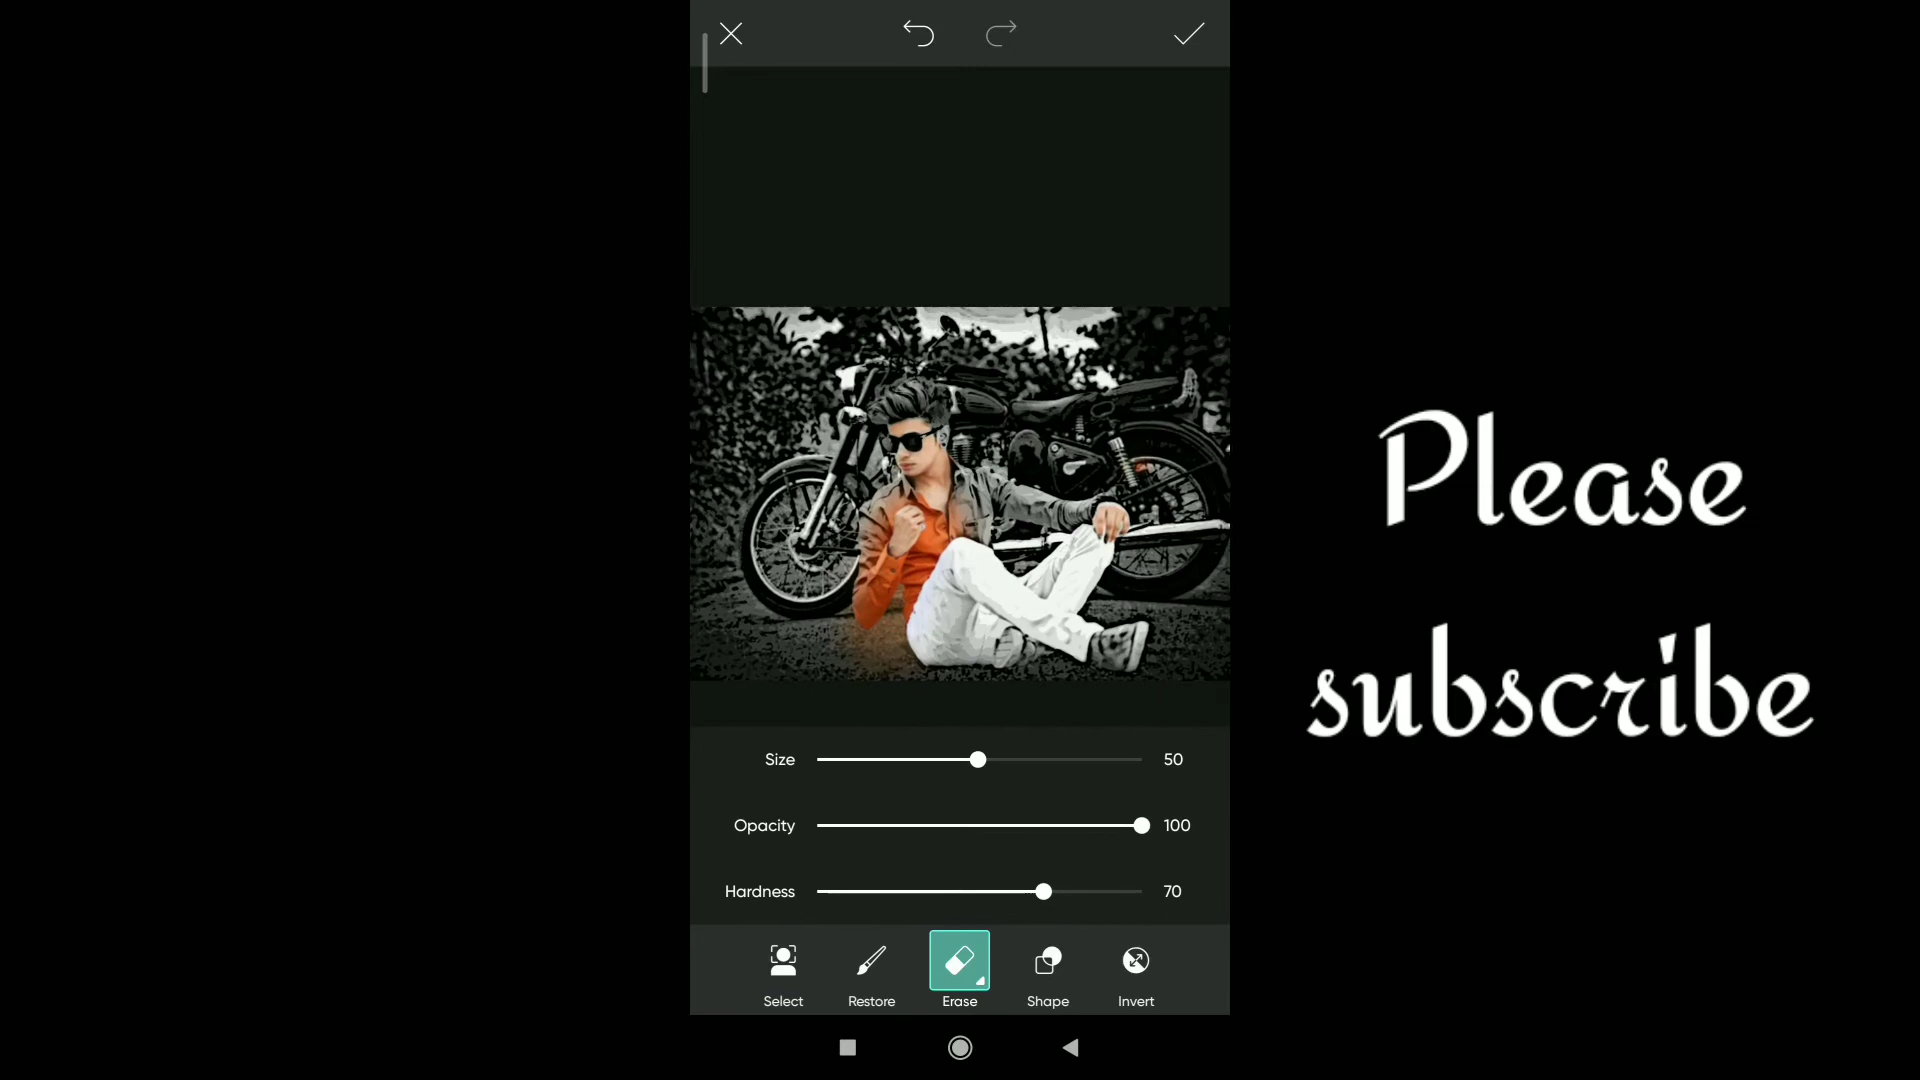 Please
subscribe
Size 50
Opacity 100
Hardness 70
Select Restore Erase Shape Invert